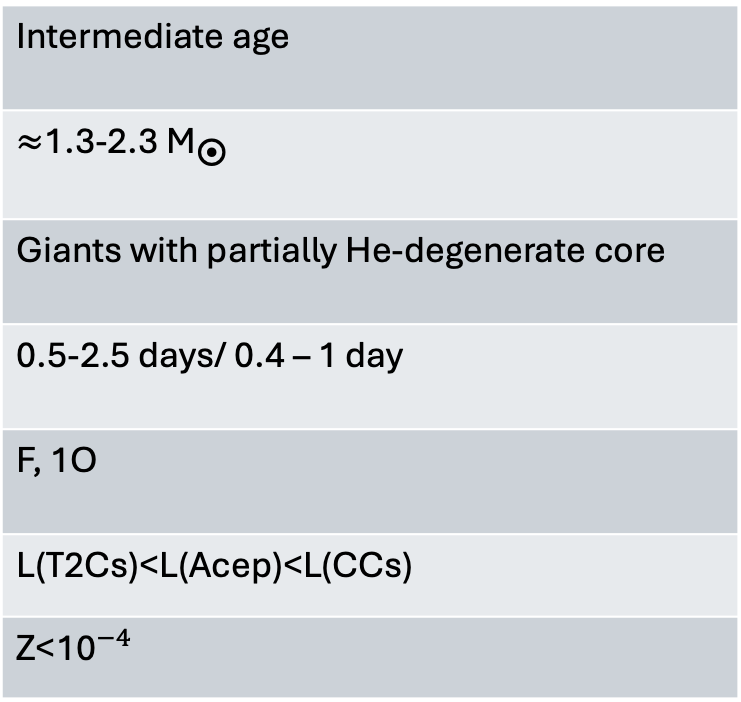 Intermediate age
≈1.3-2.3 M☉
Giants with partially He-degenerate core
0.5-2.5 days/ 0.4 – 1 day
F, 1O
L(T2Cs)<L(Acep)<L(CCs)
Z<10⁻⁴